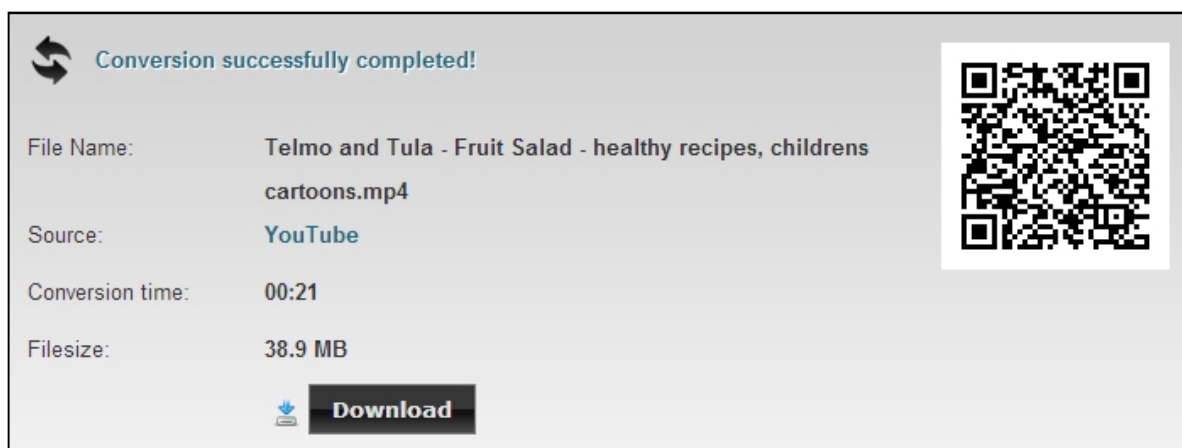 Conversion successfully completed!
File Name: Telmo and Tula - Fruit Salad - healthy recipes, childrens
cartoons.mp4
Source: YouTube
Conversion time: 00:21
Filesize: 38.9 MB
Download